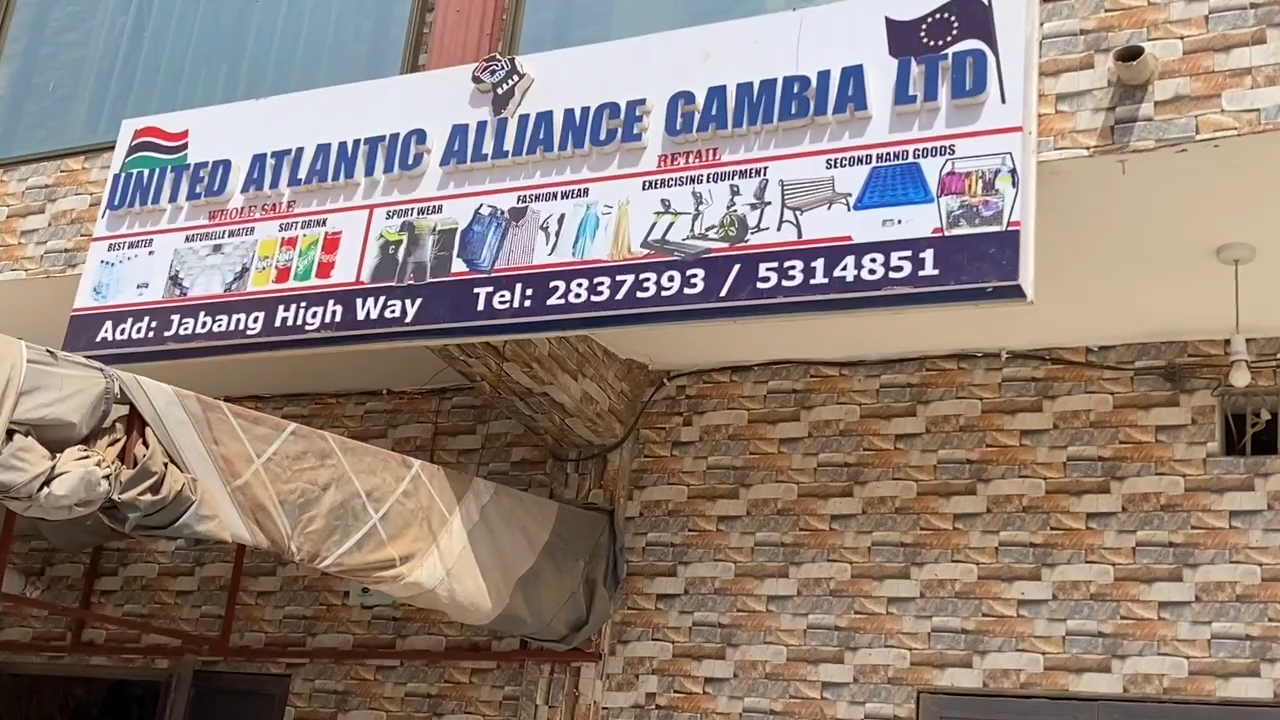 U.A.A.G
UNITED ATLANTIC ALLIANCE GAMBIA LTD
WHOLE SALE
RETAIL
BEST WATER
NATURELLE WATER
SOFT DRINK
SPORT WEAR
FASHION WEAR
EXERCISING EQUIPMENT
SECOND HAND GOODS
Add: Jabang High Way
Tel: 2837393 / 5314851